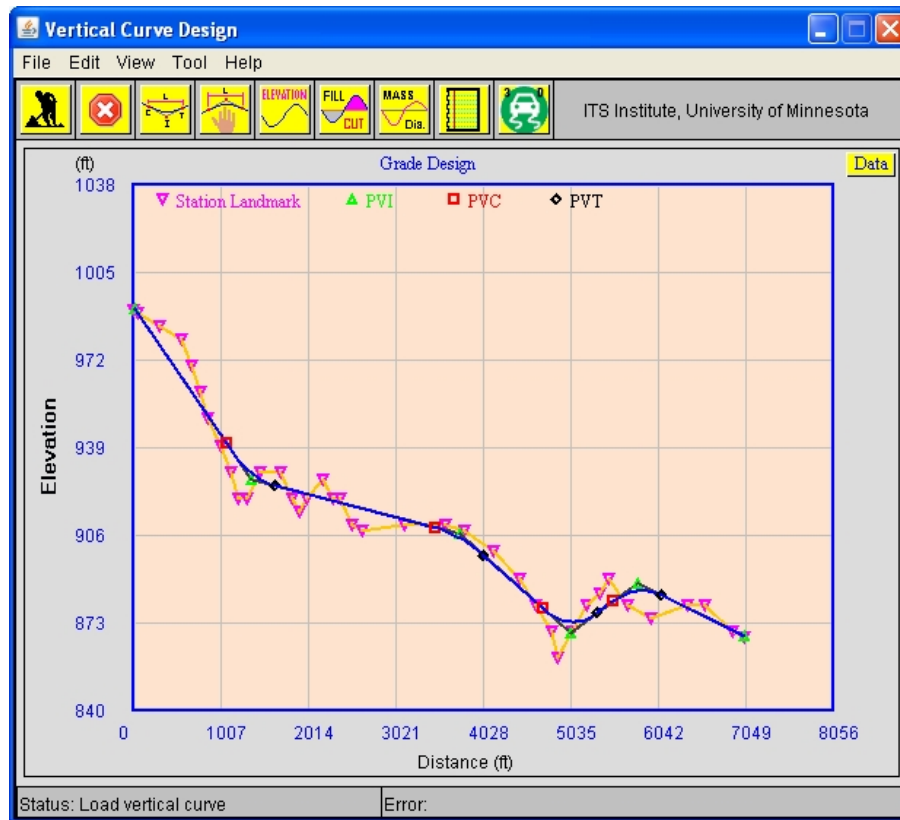 Vertical Curve Design
File Edit View Tool Help
L
C
I
T
L
ELEVATION
FILL
CUT
MASS
Dia.
3 D
ITS Institute, University of Minnesota
(ft)
Grade Design
Data
Station Landmark PVI PVC PVT
1038
1005
972
939
906
873
840
Elevation
0 1007 2014 3021 4028 5035 6042 7049 8056
Distance (ft)
Status: Load vertical curve
Error: